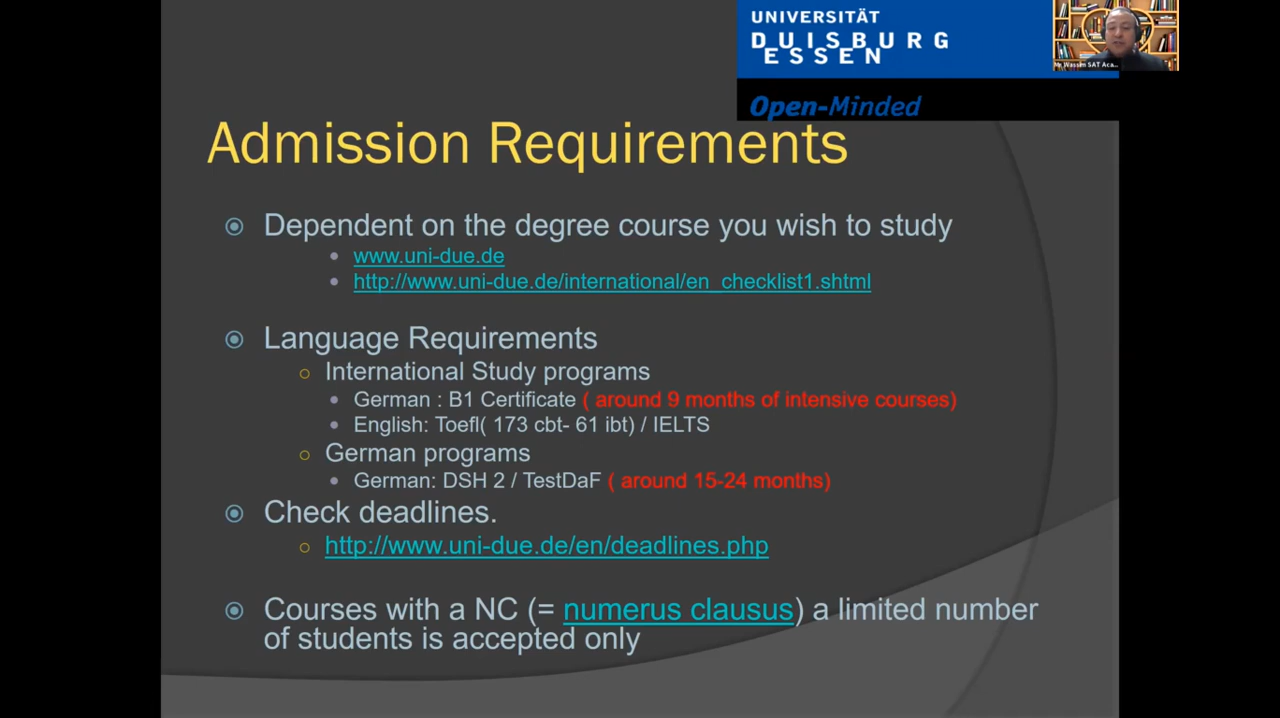 UNIVERSITÄT
DUISBURG
ESSEN
Open-Minded
Admission Requirements
Dependent on the degree course you wish to study
www.uni-due.de
http://www.uni-due.de/international/en_checklist1.shtml
Language Requirements
International Study programs
German : B1 Certificate ( around 9 months of intensive courses)
English: Toefl( 173 cbt- 61 ibt) / IELTS
German programs
German: DSH 2 / TestDaF ( around 15-24 months)
Check deadlines.
http://www.uni-due.de/en/deadlines.php
Courses with a NC (= numerus clausus) a limited number
of students is accepted only